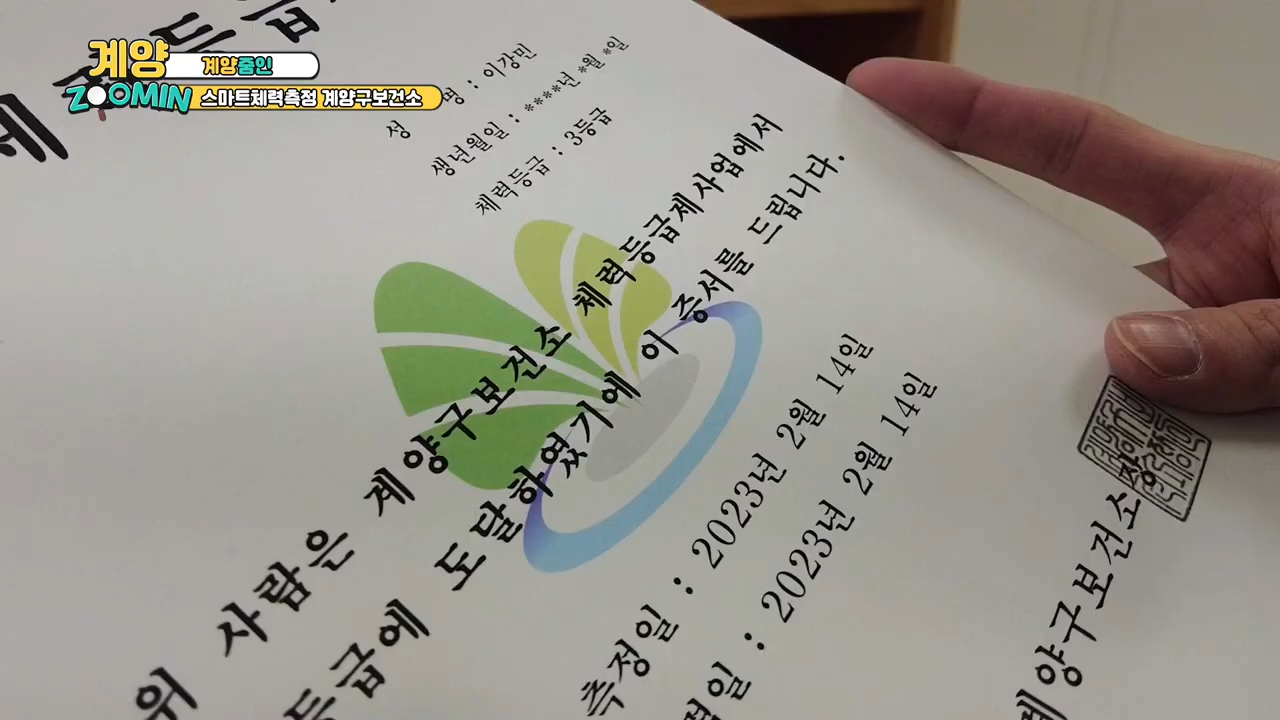 계양
ZOOMIN
계양줌인
스마트체력측정 계양구보건소
성 명 : 이강민
생년월일 : ****년 *월 *일
체력등급 : 3등급
위 사람은 계양구보건소 체력등급제사업에서
등급에 도달하였기에 이 증서를 드립니다.
측정일 : 2023년 2월 14일
일 : 2023년 2월 14일
계양구보건소장